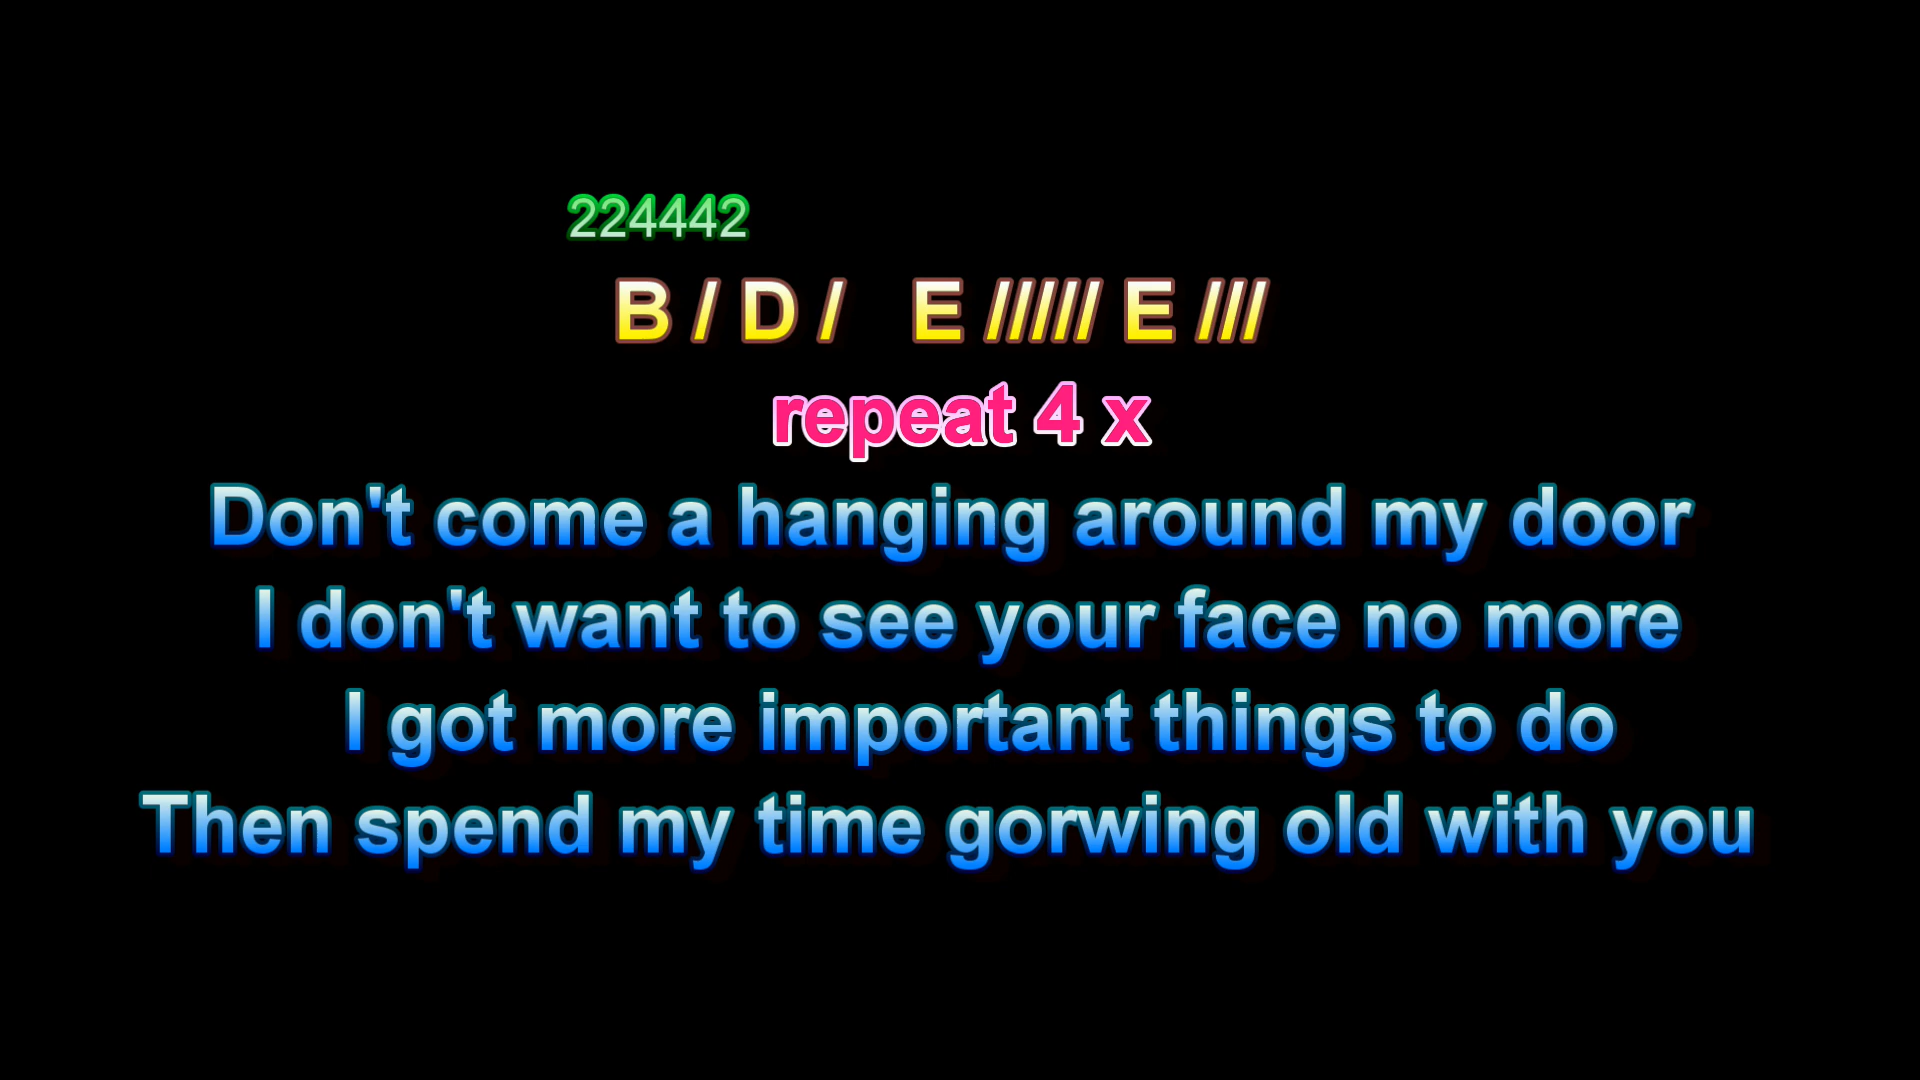 224442
B / D / E ///// E ///
repeat 4 x
Don't come a hanging around my door
I don't want to see your face no more
I got more important things to do
Then spend my time gorwing old with you